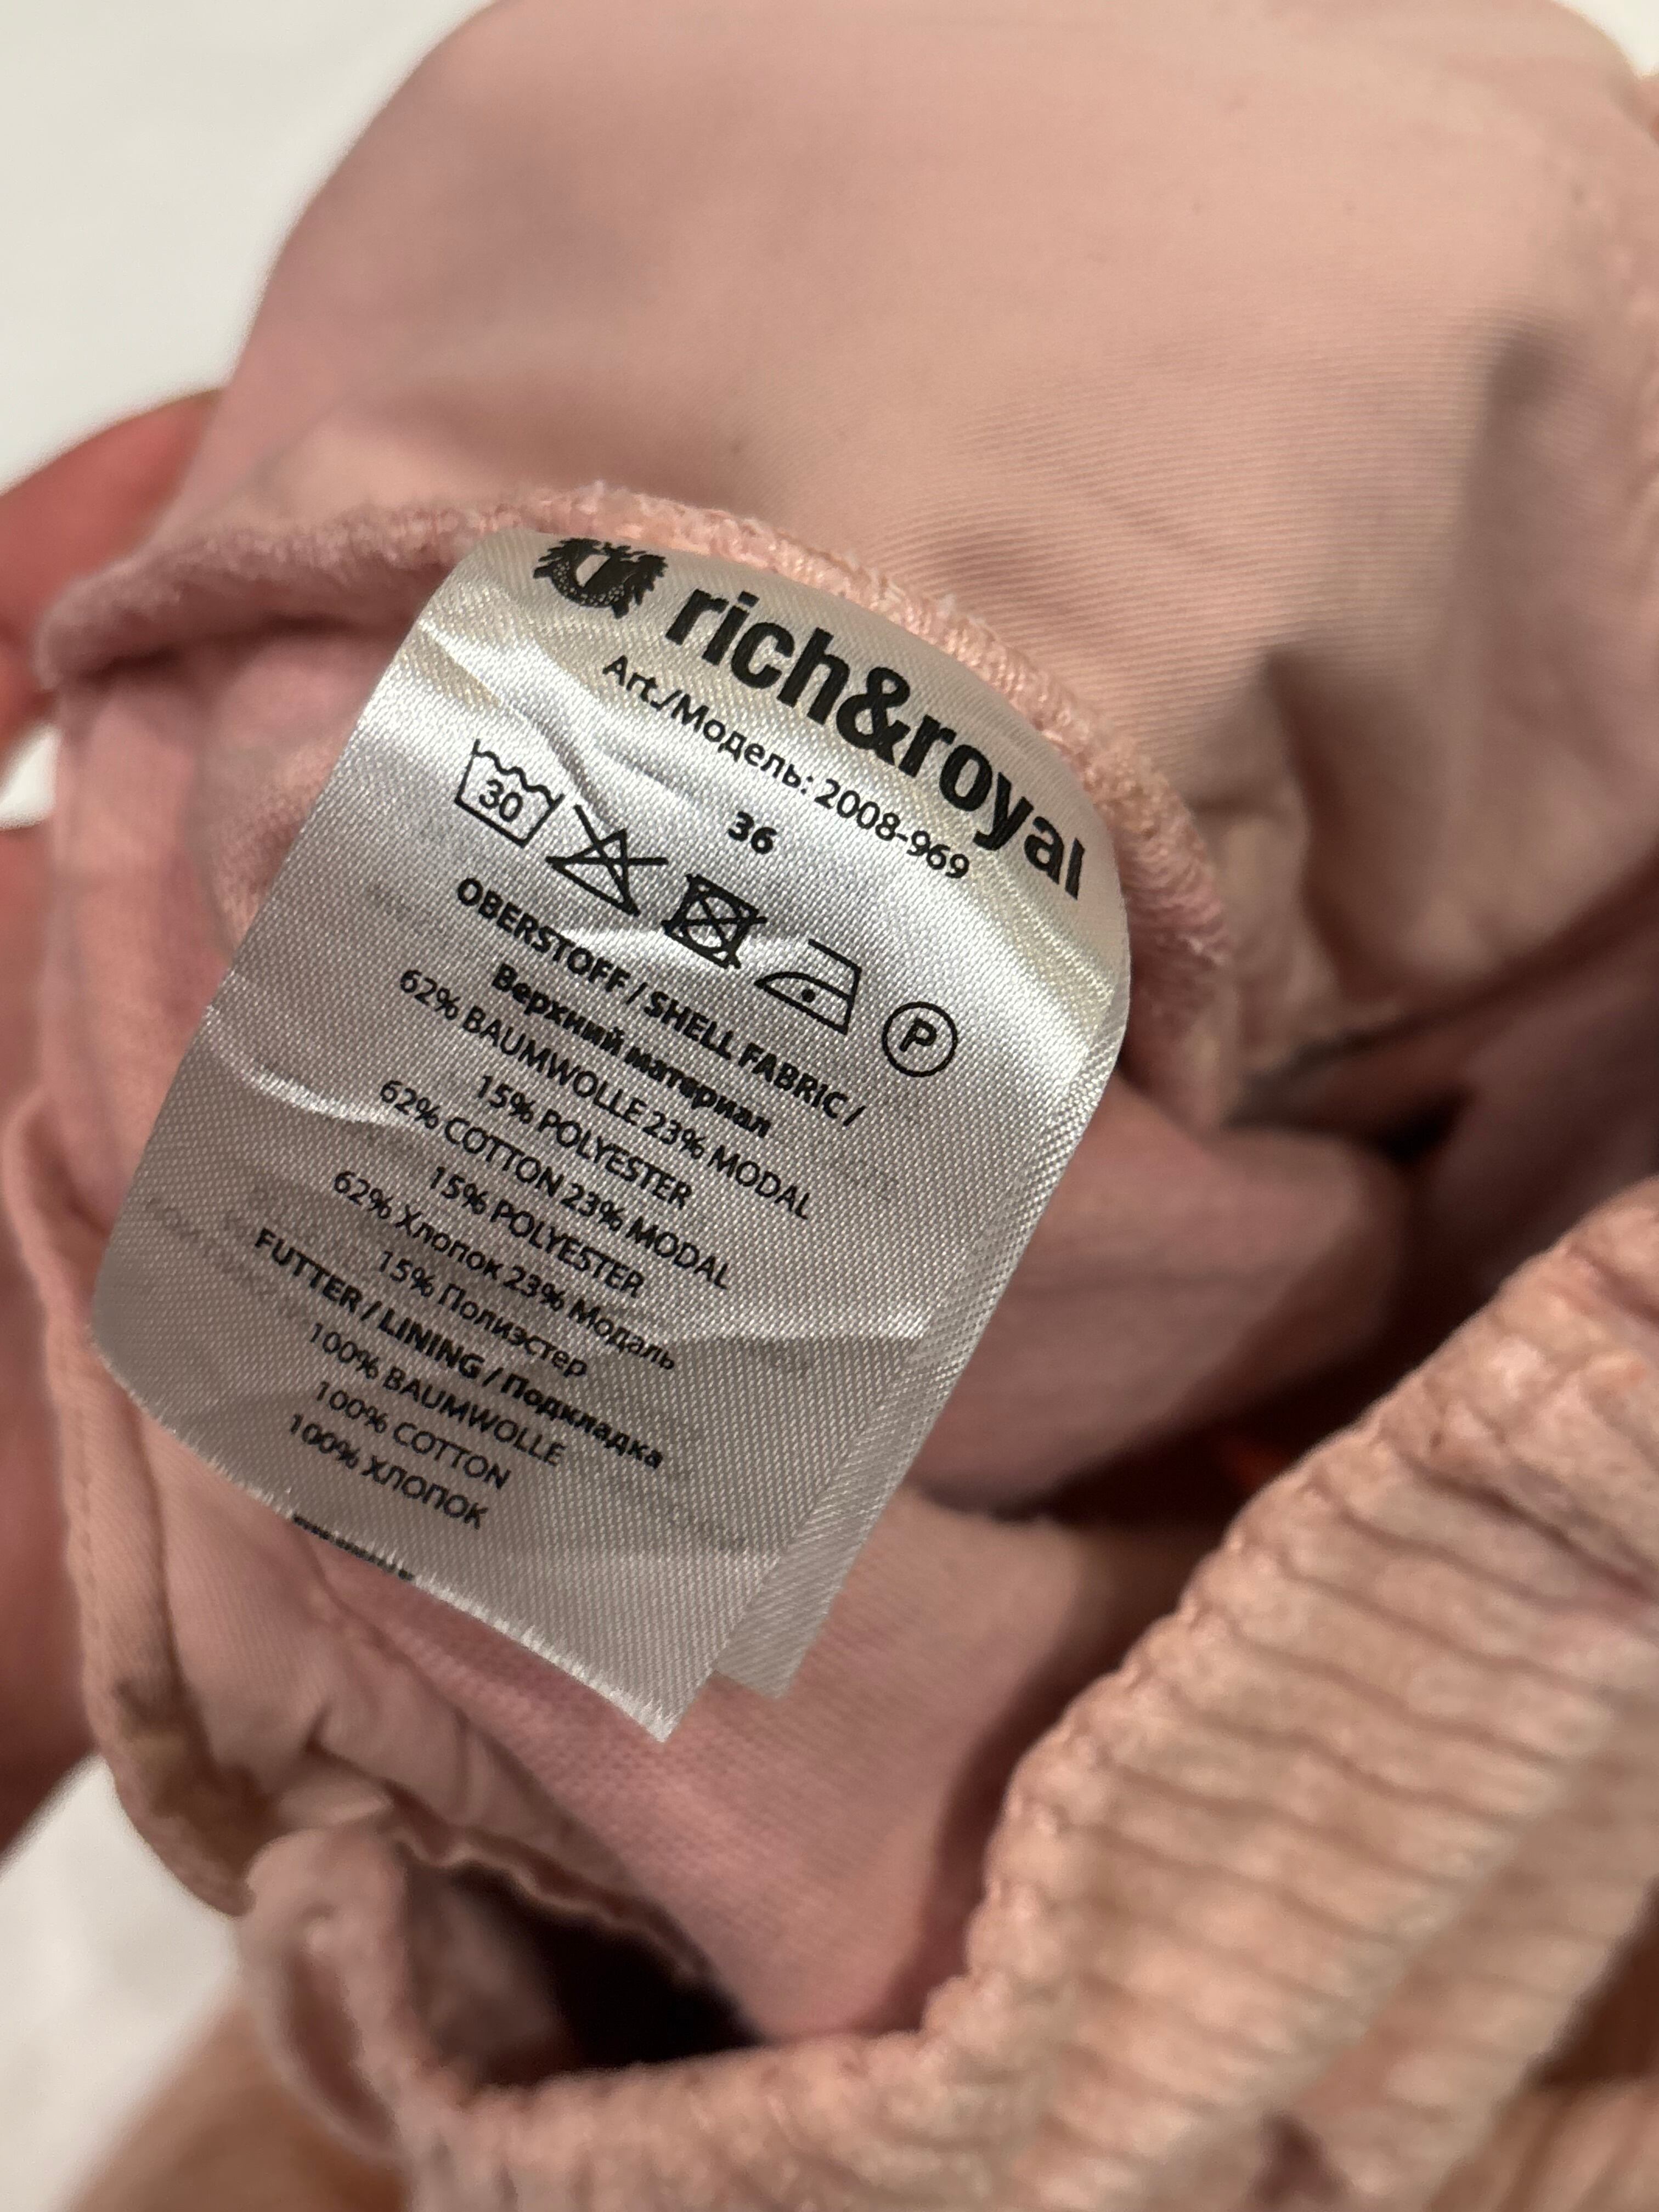 rich&royal
Art./Модель: 2008-969
36
30
P
OBERSTOFF / SHELL FABRIC /
Верхний материал
62% BAUMWOLLE 23% MODAL
15% POLYESTER
62% COTTON 23% MODAL
15% POLYESTER
62% Хлопок 23% Модаль
15% Полиэстер
FUTTER / LINING / Подкладка
100% BAUMWOLLE
100% COTTON
100% ХЛОПОК